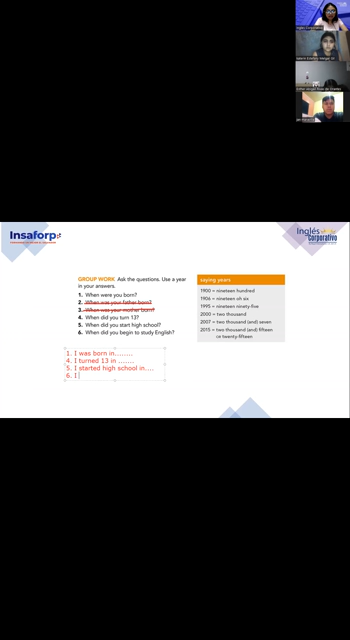 Insaforp
Inglés
Corporativo
GROUP WORK Ask the questions. Use a year
in your answers.
1. When were you born?
2. When was your father born?
3. When was your mother born?
4. When did you turn 13?
5. When did you start high school?
6. When did you begin to study English?
saying years
1900 = nineteen hundred
1906 = nineteen oh six
1995 = nineteen ninety-five
2000 = two thousand
2007 = two thousand (and) seven
2015 = two thousand (and) fifteen
or twenty-fifteen
1. I was born in........
4. I turned 13 in .......
5. I started high school in....
6. I